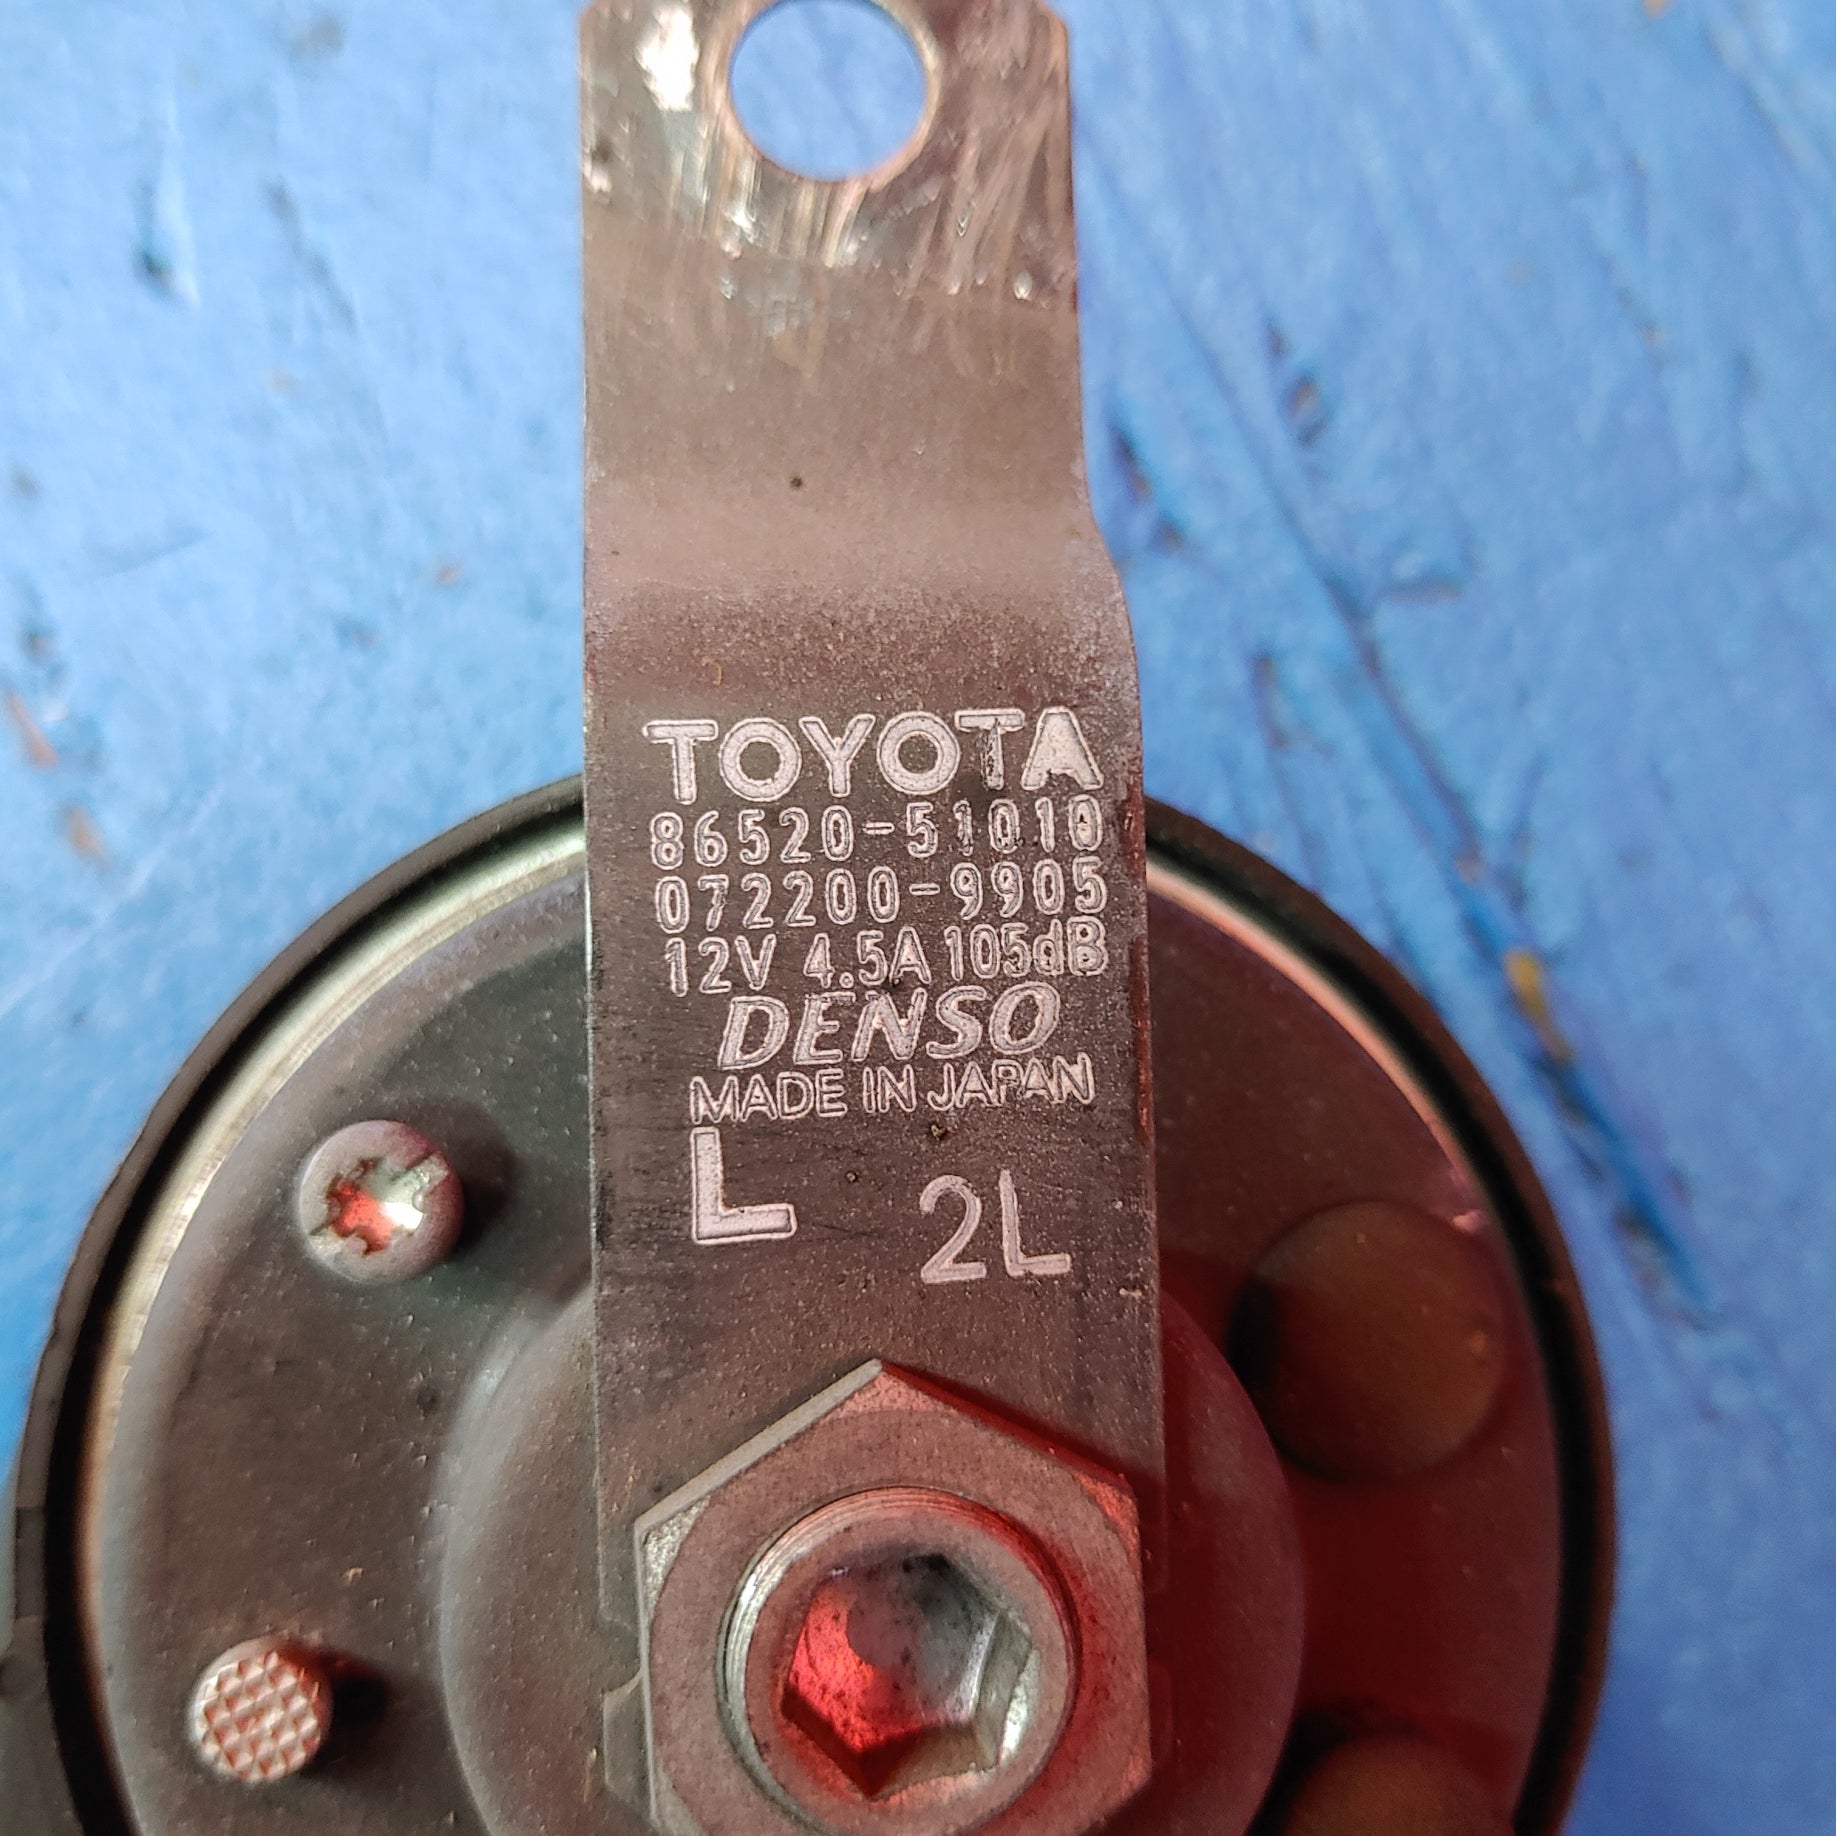 TOYOTA
86520-51010
072200-9905
12V 4.5A 105dB
DENSO
MADE IN JAPAN
L
2L